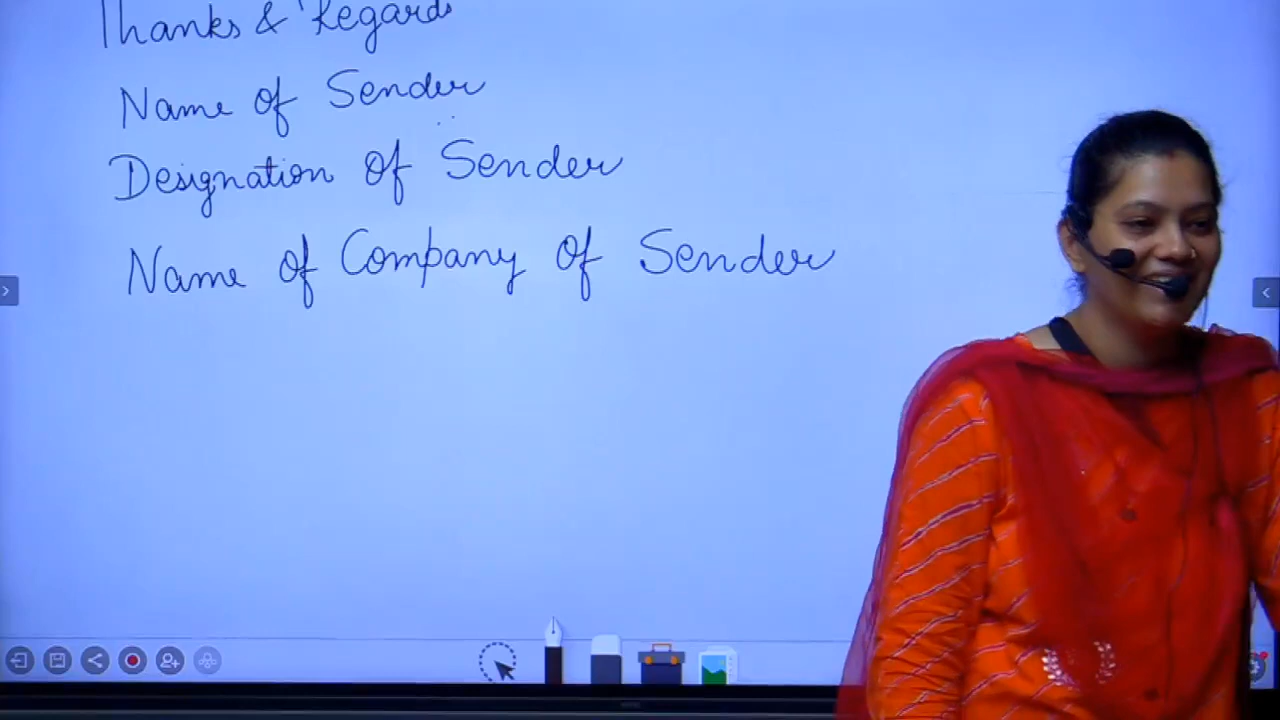 Thanks & Regards
Name of Sender
Designation of Sender
Name of Company of Sender